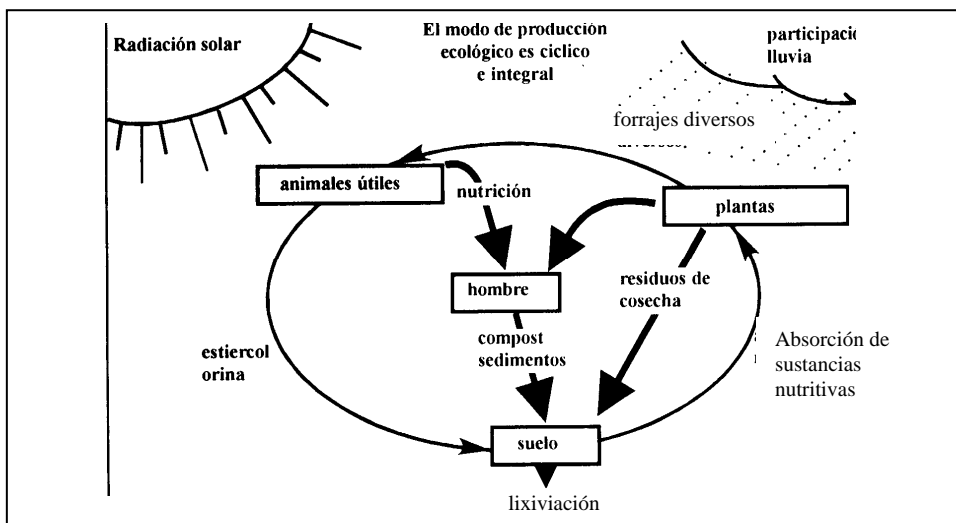 Radiación solar
El modo de producción
ecológico es cíclico
e integral
lluvia
forrajes diversos
diversos,
animales útiles
nutrición
plantas
hombre
residuos de
cosecha
compost
sedimentos
estiercol
orina
Absorción de
sustancias
nutritivas
suelo
lixiviación